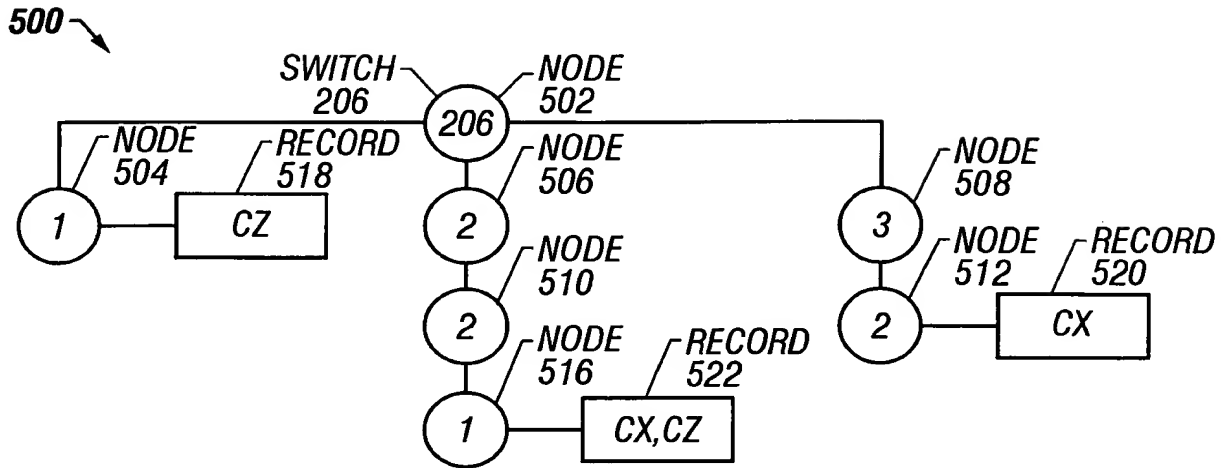 500
SWITCH
206
NODE
502
206
NODE
504
RECORD
518
NODE
506
NODE
508
1
CZ
2
3
NODE
510
NODE
512
RECORD
520
2
2
CX
NODE
516
RECORD
522
1
CX,CZ